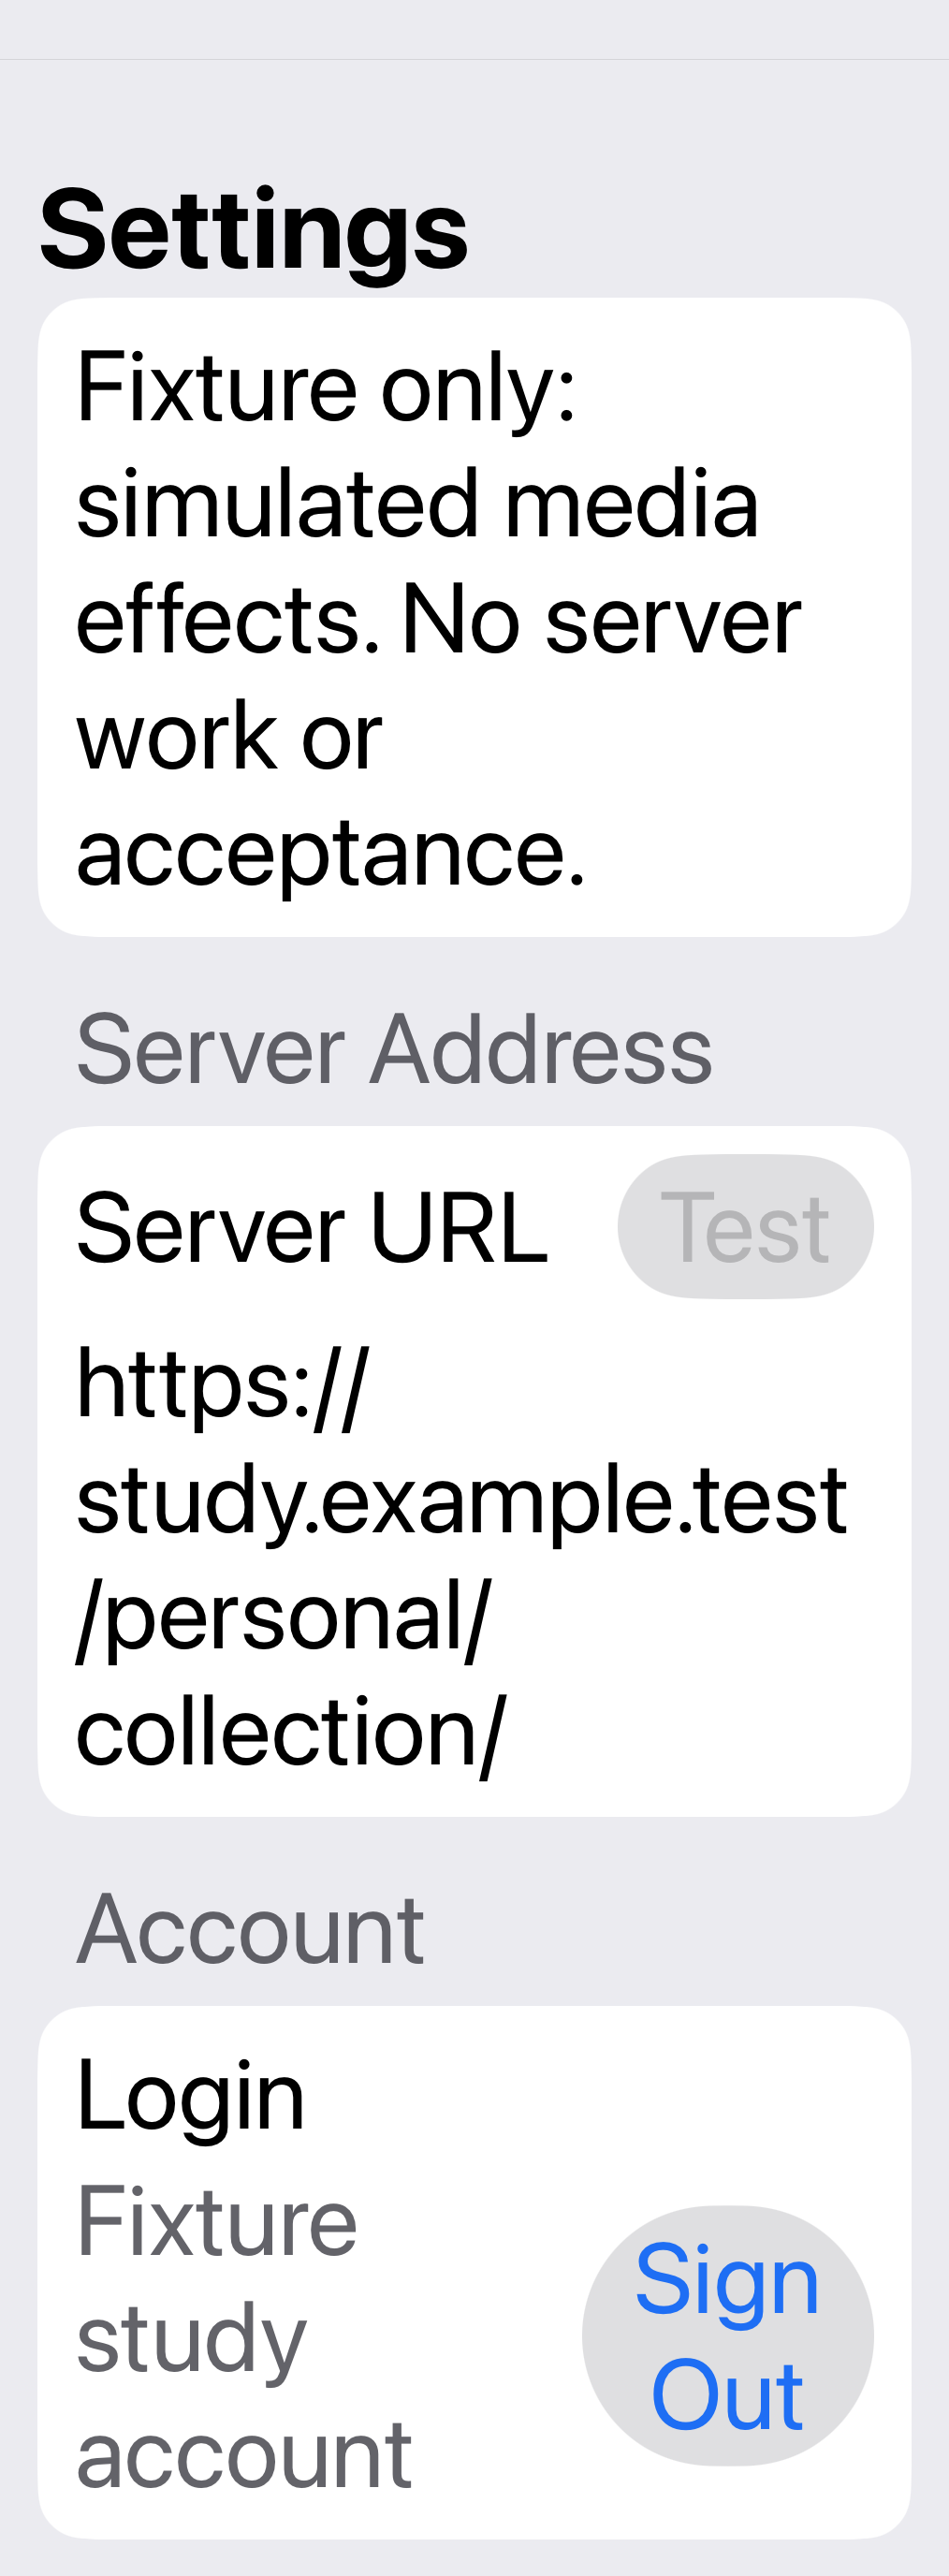 Settings
Fixture only:
simulated media
effects. No server
work or
acceptance.
Server Address
Server URL
Test
https://
study.example.test
/personal/
collection/
Account
Login
Fixture
study
account
Sign
Out